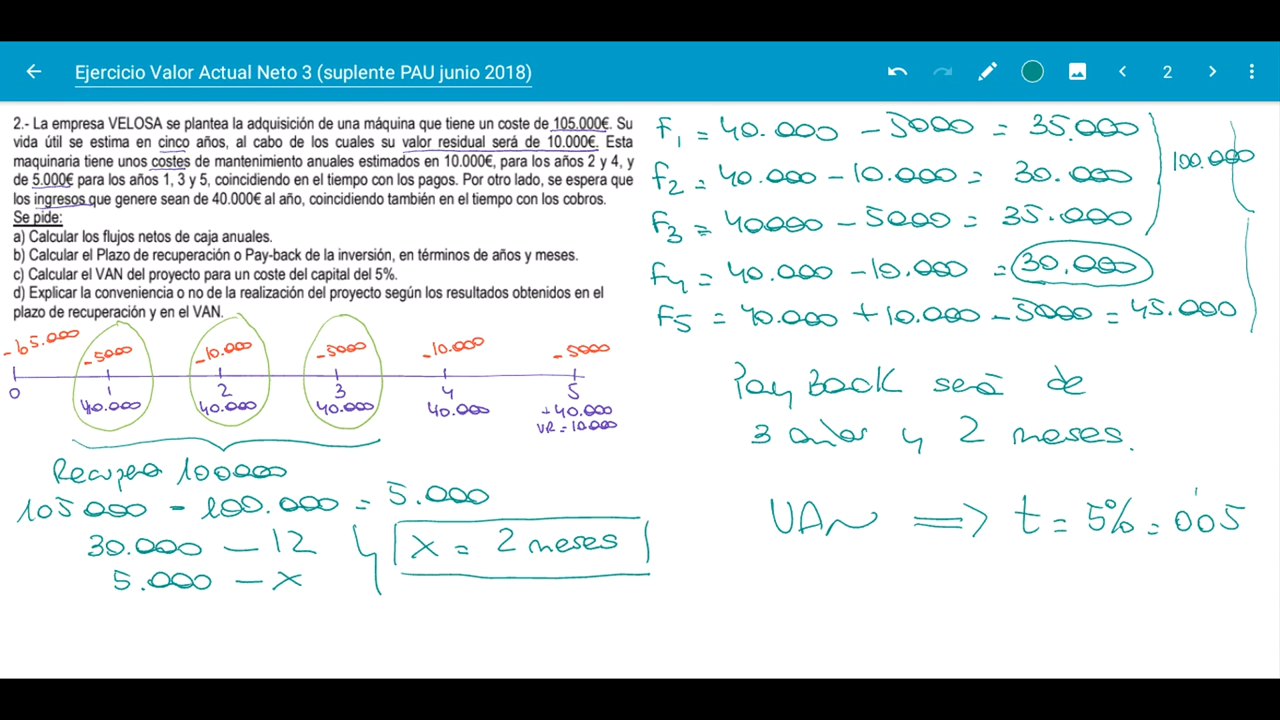 Ejercicio Valor Actual Neto 3 (suplente PAU junio 2018)
2
2.- La empresa VELOSA se plantea la adquisición de una máquina que tiene un coste de 105.000€. Su
vida útil se estima en cinco años, al cabo de los cuales su valor residual será de 10.000€. Esta
maquinaria tiene unos costes de mantenimiento anuales estimados en 10.000€, para los años 2 y 4, y
de 5.000€ para los años 1, 3 y 5, coincidiendo en el tiempo con los pagos. Por otro lado, se espera que
los ingresos que genere sean de 40.000€ al año, coincidiendo también en el tiempo con los cobros.
Se pide:
a) Calcular los flujos netos de caja anuales.
b) Calcular el Plazo de recuperación o Pay-back de la inversión, en términos de años y meses.
c) Calcular el VAN del proyecto para un coste del capital del 5%.
d) Explicar la conveniencia o no de la realización del proyecto según los resultados obtenidos en el
plazo de recuperación y en el VAN.
-5000 -10.000 -5000 -10.000 -5000
0 1 2 3 4 5
40.000 40.000 40.000 40.000 +40.000
VR = 10.000
Recupero 100000
105000 - 100.000 = 5.000
30.000 — 12
5.000 — x
x = 2 meses
F1 = 40.000 - 5000 = 35.000
F2 = 40.000 - 10.000 = 30.000
100.000
F3 = 40000 - 5000 = 35.000
F4 = 40.000 - 10.000 = 30.000
F5 = 40.000 + 10.000 - 5000 = 45.000
Pay Back será de
3 años y 2 meses.
VAN => t = 5% = 0'05